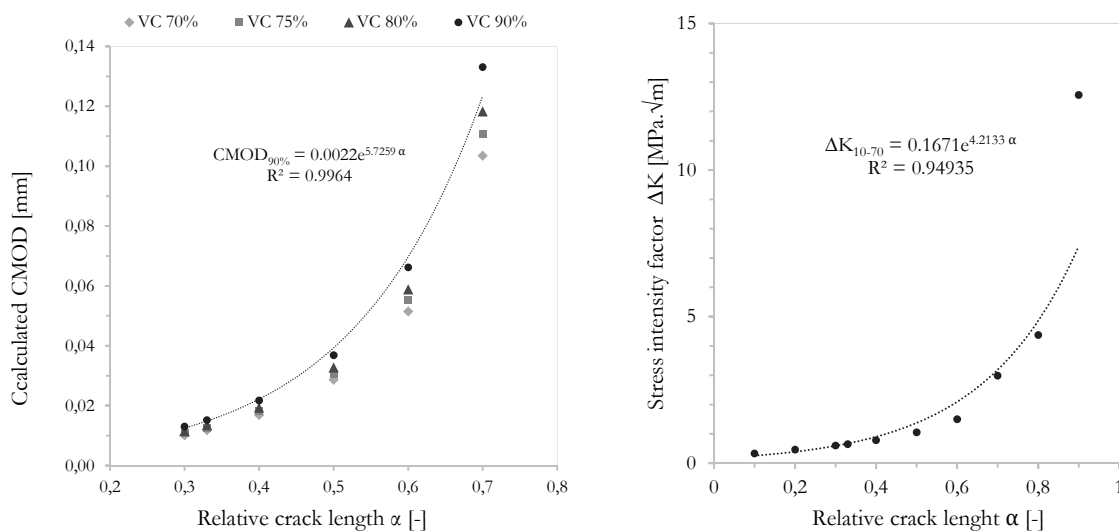 VC 70% VC 75% VC 80% VC 90%
0,14
0,12
0,10
0,08
0,06
0,04
0,02
0,00
Ccalculated CMOD [mm]
CMOD90% = 0.0022e5.7259 α
R² = 0.9964
0,2 0,3 0,4 0,5 0,6 0,7 0,8
Relative crack length α [-]
15
10
5
0
Stress intensity factor ΔK [MPa.√m]
ΔK10-70 = 0.1671e4.2133 α
R² = 0.94935
0 0,2 0,4 0,6 0,8 1
Relative crack lenght α [-]